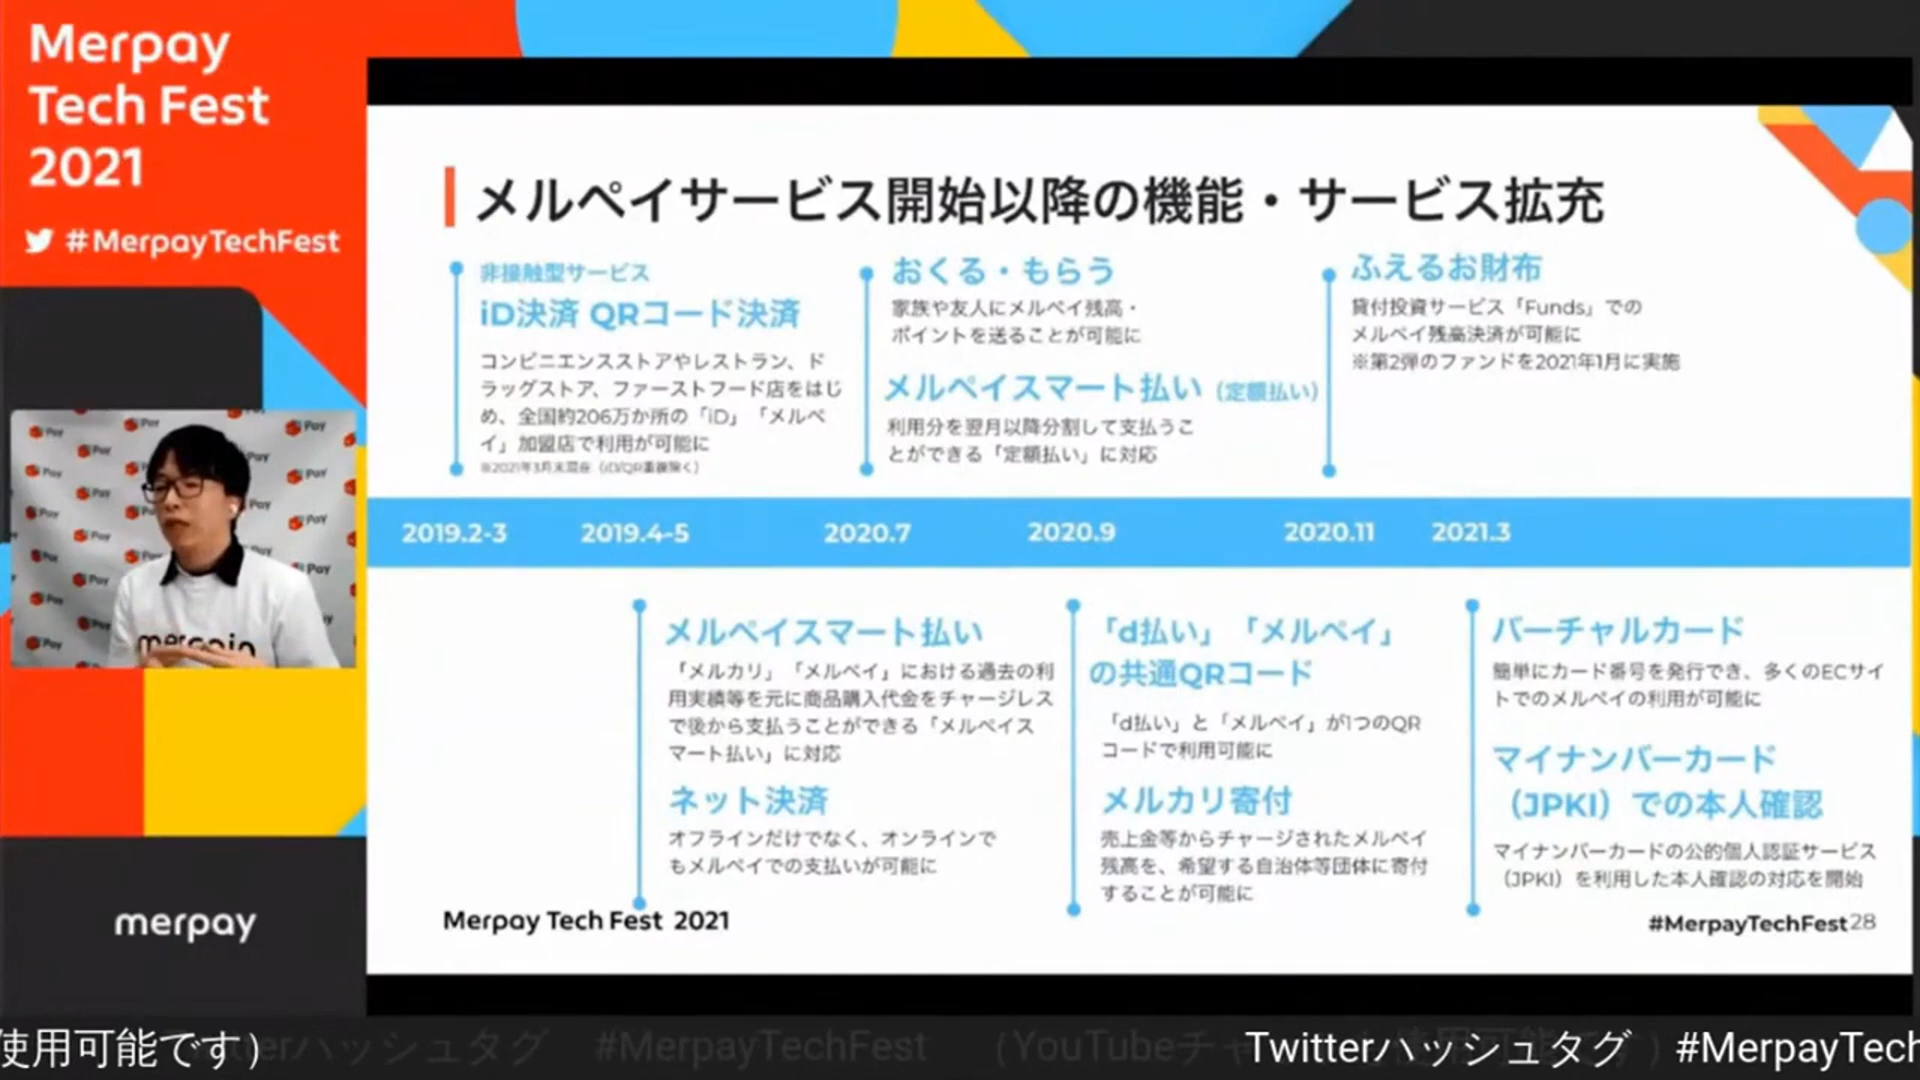 Merpay
Tech Fest
2021
#MerpayTechFest
メルペイサービス開始以降の機能・サービス拡充
非接触型サービス
iD決済 QRコード決済
コンビニエンスストアやレストラン、ド
ラッグストア、ファーストフード店をはじ
め、全国約206万か所の「iD」「メルペ
イ」加盟店で利用が可能に
※2021年3月末現在（iD/QR重複除く）
おくる・もらう
家族や友人にメルペイ残高・
ポイントを送ることが可能に
メルペイスマート払い（定額払い）
利用分を翌月以降分割して支払うこ
とができる「定額払い」に対応
ふえるお財布
貸付投資サービス「Funds」での
メルペイ残高決済が可能に
※第2弾のファンドを2021年1月に実施
2019.2-3
2019.4-5
2020.7
2020.9
2020.11
2021.3
メルペイスマート払い
「メルカリ」「メルペイ」における過去の利
用実績等を元に商品購入代金をチャージレス
で後から支払うことができる「メルペイス
マート払い」に対応
ネット決済
オフラインだけでなく、オンラインで
もメルペイでの支払いが可能に
「d払い」「メルペイ」
の共通QRコード
「d払い」と「メルペイ」が1つのQR
コードで利用可能に
メルカリ寄付
売上金等からチャージされたメルペイ
残高を、希望する自治体等団体に寄付
することが可能に
バーチャルカード
簡単にカード番号を発行でき、多くのECサイ
トでのメルペイの利用が可能に
マイナンバーカード
（JPKI）での本人確認
マイナンバーカードの公的個人認証サービス
（JPKI）を利用した本人確認の対応を開始
Merpay Tech Fest 2021
#MerpayTechFest 28
Pay
mercoin
merpay
使用可能です）
Twitterハッシュタグ #MerpayTech